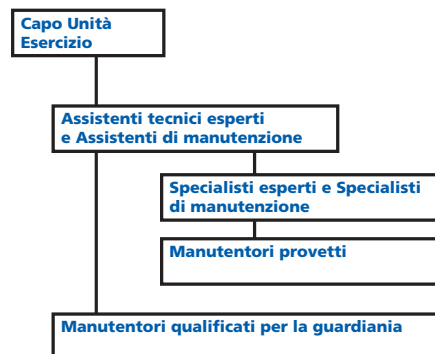 Capo Unità
Esercizio
Assistenti tecnici esperti
e Assistenti di manutenzione
Specialisti esperti e Specialisti
di manutenzione
Manutentori provetti
Manutentori qualificati per la guardiania